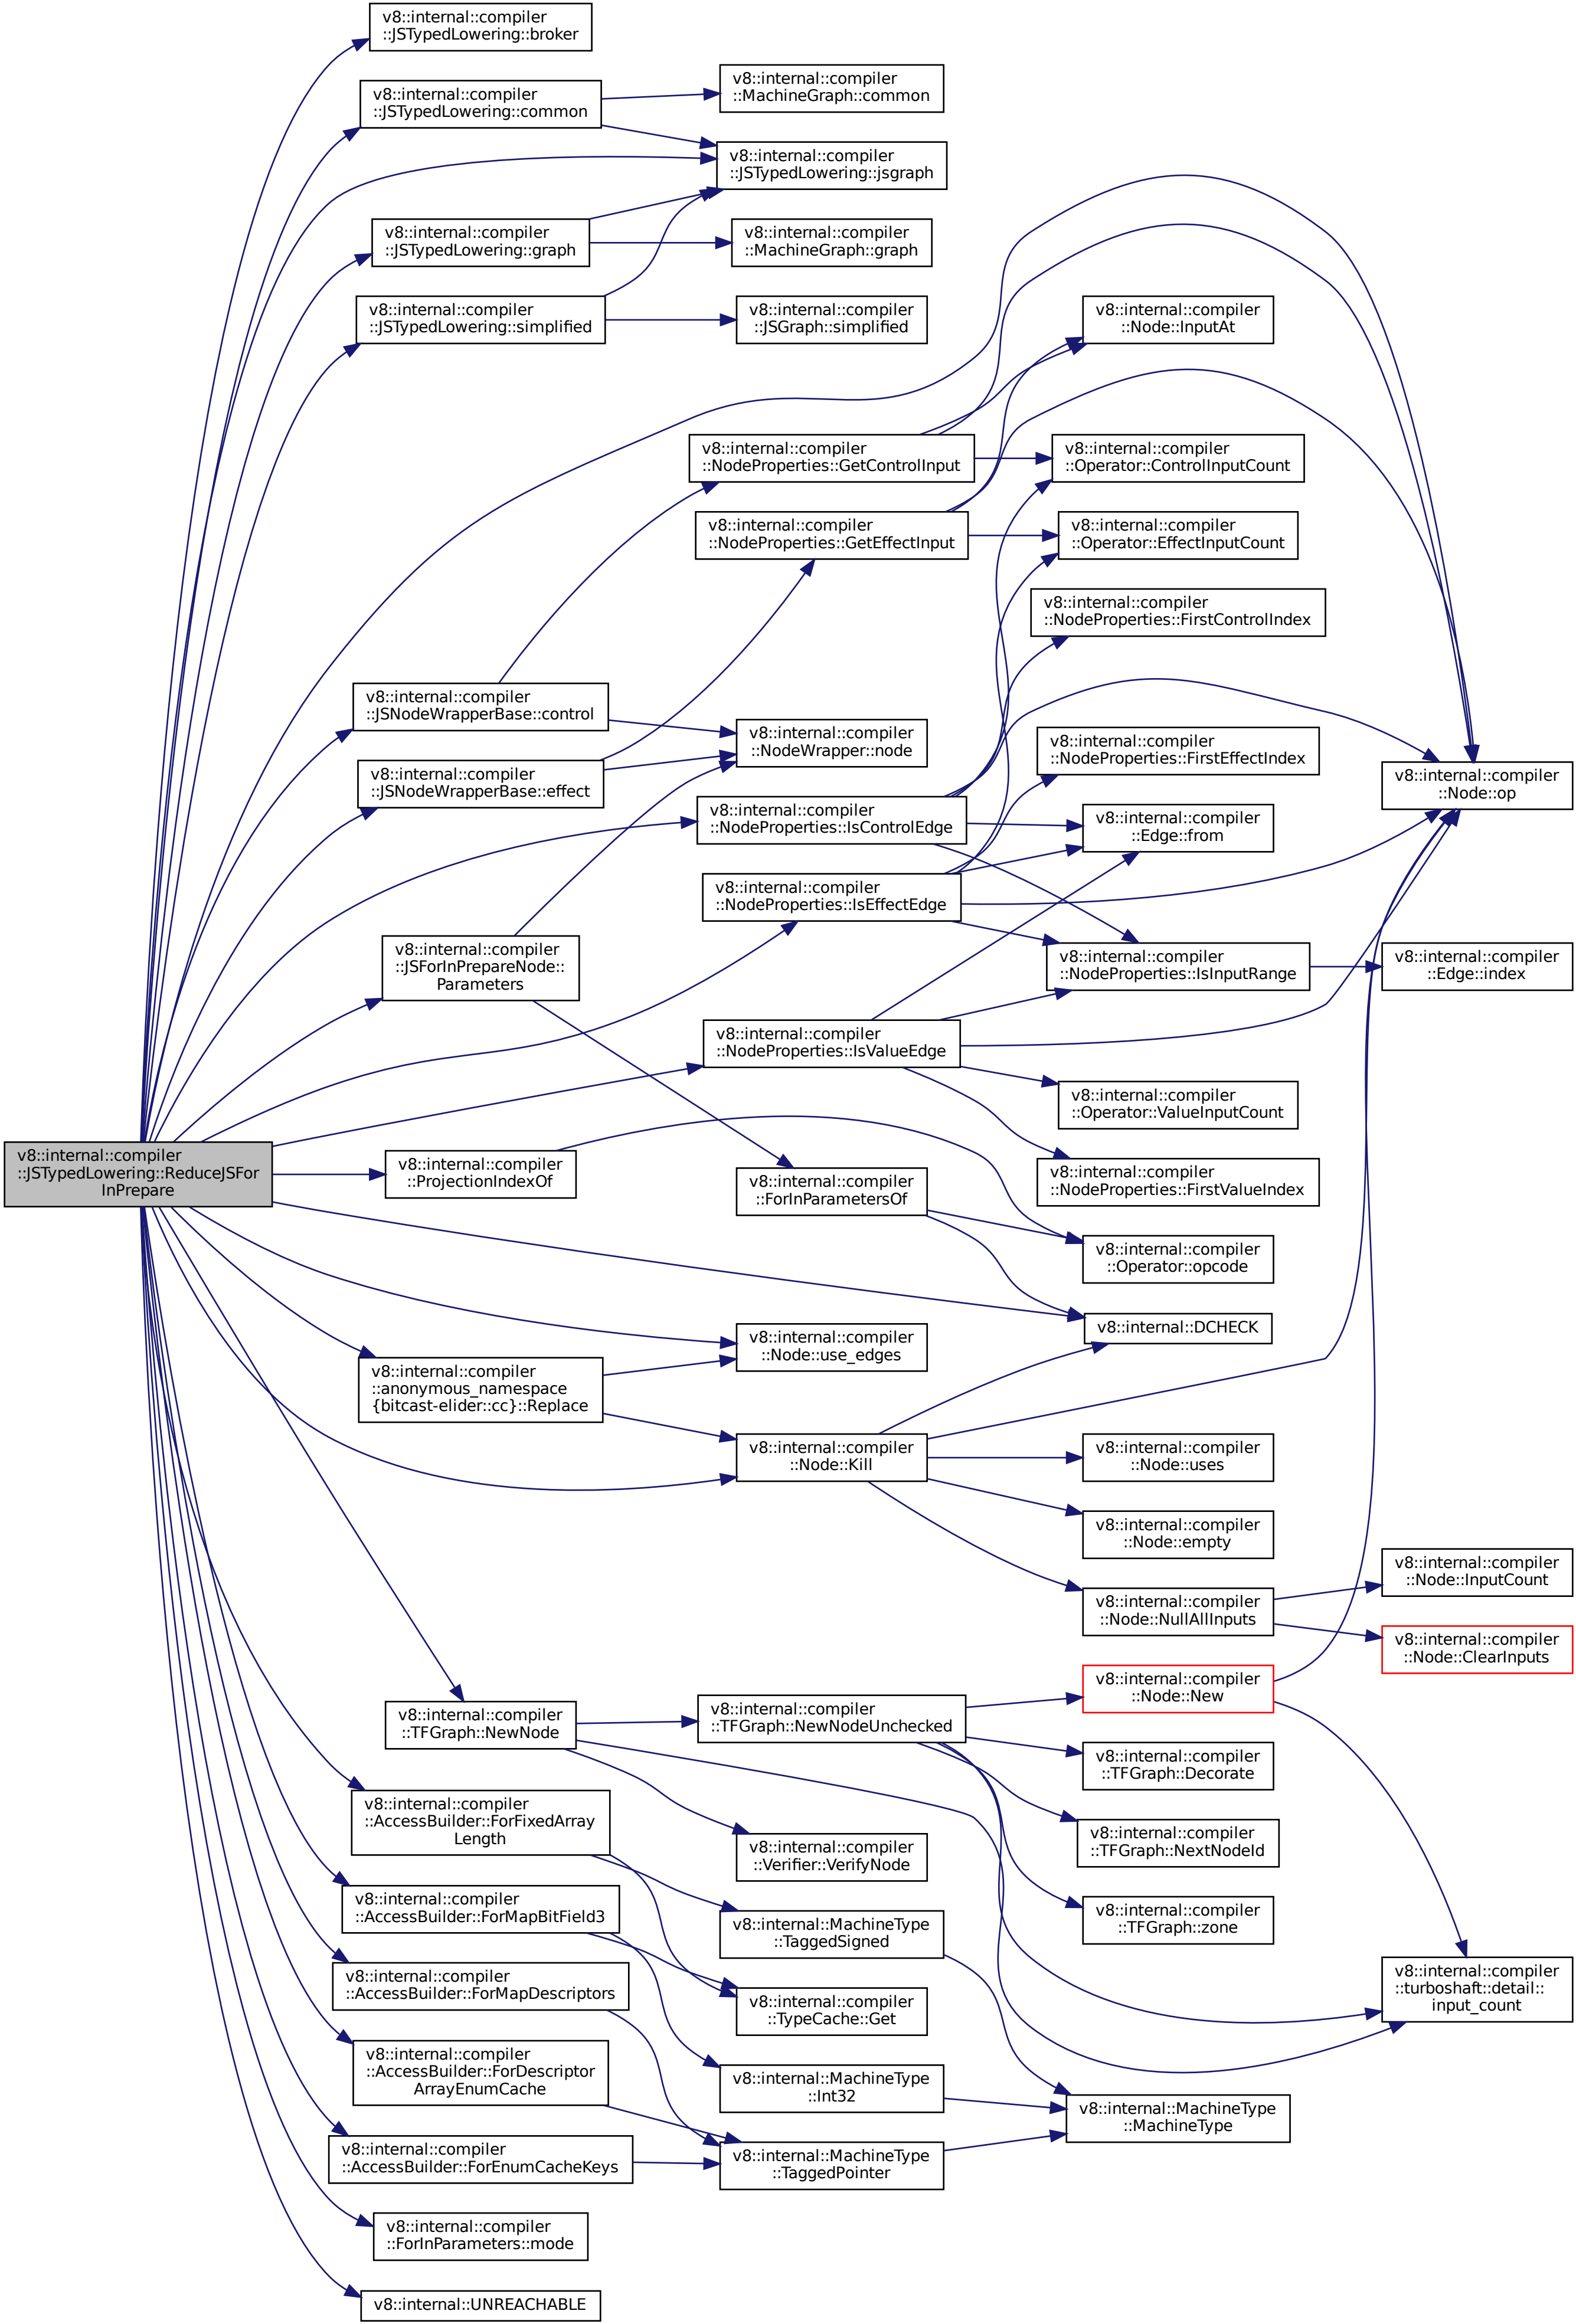 v8::internal::compiler
::JSTypedLowering::ReduceJSFor
InPrepare
v8::internal::compiler
::JSTypedLowering::broker
v8::internal::compiler
::JSTypedLowering::common
v8::internal::compiler
::MachineGraph::common
v8::internal::compiler
::JSTypedLowering::jsgraph
v8::internal::compiler
::JSTypedLowering::graph
v8::internal::compiler
::MachineGraph::graph
v8::internal::compiler
::JSTypedLowering::simplified
v8::internal::compiler
::JSGraph::simplified
v8::internal::compiler
::Node::InputAt
v8::internal::compiler
::NodeProperties::GetControlInput
v8::internal::compiler
::Operator::ControlInputCount
v8::internal::compiler
::NodeProperties::GetEffectInput
v8::internal::compiler
::Operator::EffectInputCount
v8::internal::compiler
::NodeProperties::FirstControlIndex
v8::internal::compiler
::JSNodeWrapperBase::control
v8::internal::compiler
::NodeWrapper::node
v8::internal::compiler
::NodeProperties::FirstEffectIndex
v8::internal::compiler
::Node::op
v8::internal::compiler
::JSNodeWrapperBase::effect
v8::internal::compiler
::NodeProperties::IsControlEdge
v8::internal::compiler
::Edge::from
v8::internal::compiler
::NodeProperties::IsEffectEdge
v8::internal::compiler
::JSForInPrepareNode::
Parameters
v8::internal::compiler
::NodeProperties::IsInputRange
v8::internal::compiler
::Edge::index
v8::internal::compiler
::NodeProperties::IsValueEdge
v8::internal::compiler
::Operator::ValueInputCount
v8::internal::compiler
::ProjectionIndexOf
v8::internal::compiler
::ForInParametersOf
v8::internal::compiler
::NodeProperties::FirstValueIndex
v8::internal::compiler
::Operator::opcode
v8::internal::DCHECK
v8::internal::compiler
::Node::use_edges
v8::internal::compiler
::anonymous_namespace
{bitcast-elider::cc}::Replace
v8::internal::compiler
::Node::Kill
v8::internal::compiler
::Node::uses
v8::internal::compiler
::Node::empty
v8::internal::compiler
::Node::NullAllInputs
v8::internal::compiler
::Node::InputCount
v8::internal::compiler
::Node::ClearInputs
v8::internal::compiler
::Node::New
v8::internal::compiler
::TFGraph::NewNode
v8::internal::compiler
::TFGraph::NewNodeUnchecked
v8::internal::compiler
::TFGraph::Decorate
v8::internal::compiler
::AccessBuilder::ForFixedArray
Length
v8::internal::compiler
::Verifier::VerifyNode
v8::internal::compiler
::TFGraph::NextNodeId
v8::internal::compiler
::AccessBuilder::ForMapBitField3
v8::internal::MachineType
::TaggedSigned
v8::internal::compiler
::TFGraph::zone
v8::internal::compiler
::AccessBuilder::ForMapDescriptors
v8::internal::compiler
::TypeCache::Get
v8::internal::compiler
::turboshaft::detail::
input_count
v8::internal::compiler
::AccessBuilder::ForDescriptor
ArrayEnumCache
v8::internal::MachineType
::Int32
v8::internal::MachineType
::MachineType
v8::internal::compiler
::AccessBuilder::ForEnumCacheKeys
v8::internal::MachineType
::TaggedPointer
v8::internal::compiler
::ForInParameters::mode
v8::internal::UNREACHABLE